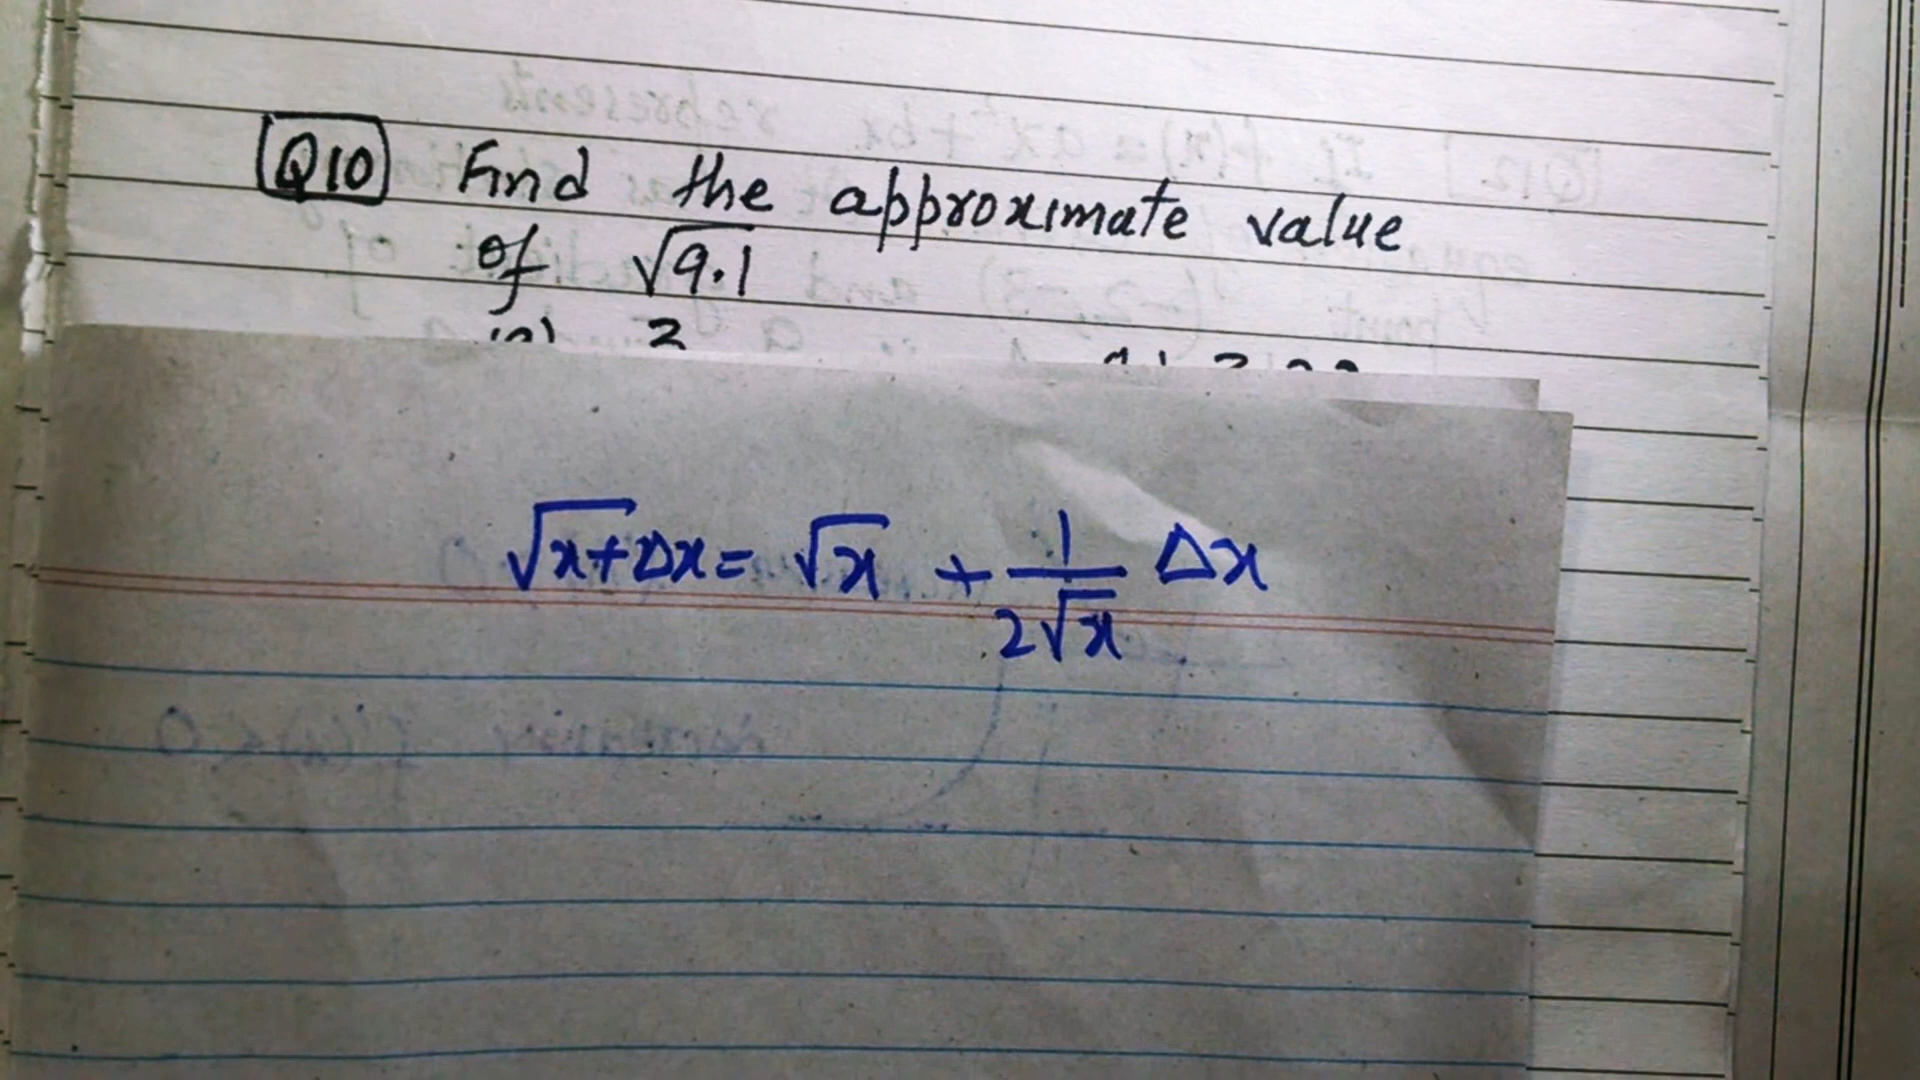 Q10 Find the approximate value
of √9.1
√x+Δx = √x + 1/2√x Δx